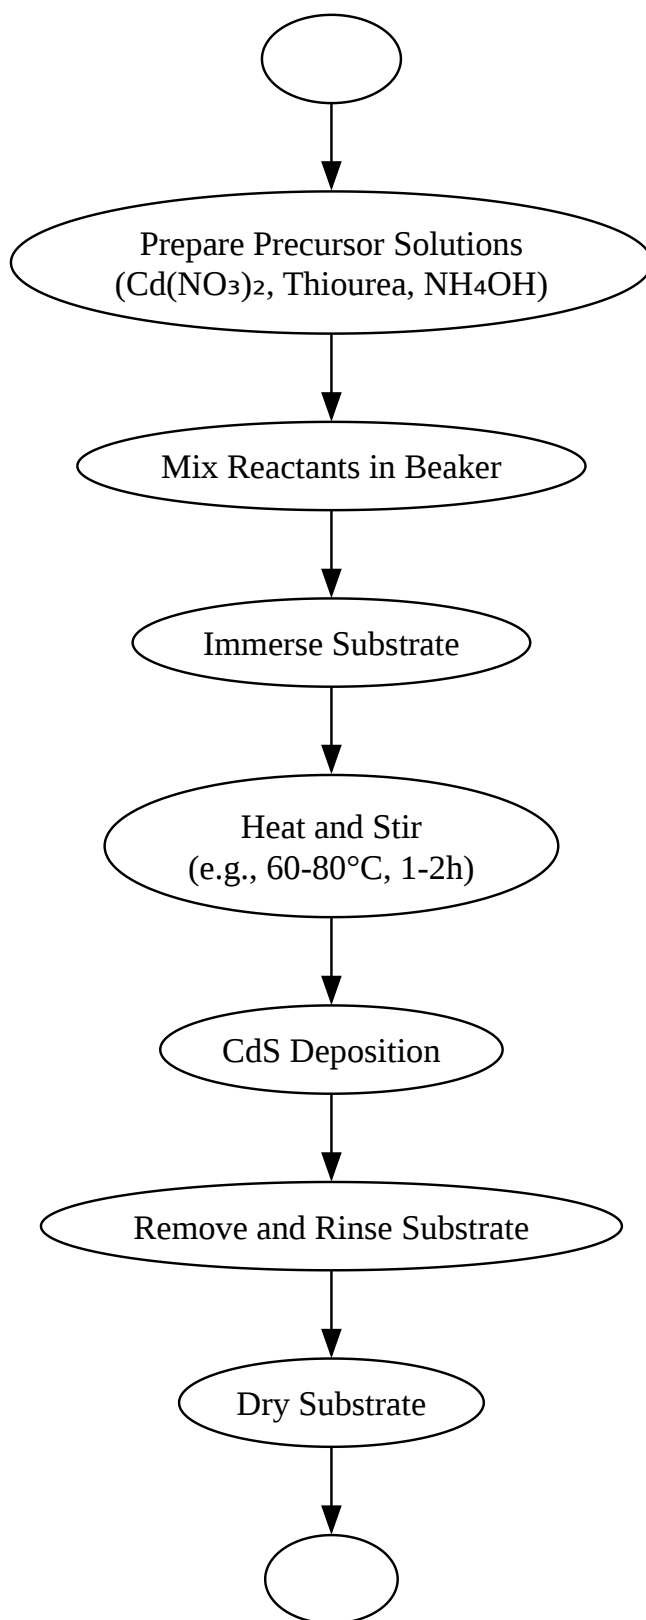 Prepare Precursor Solutions
(Cd(NO₃)₂, Thiourea, NH₄OH)
Mix Reactants in Beaker
Immerse Substrate
Heat and Stir
(e.g., 60-80°C, 1-2h)
CdS Deposition
Remove and Rinse Substrate
Dry Substrate